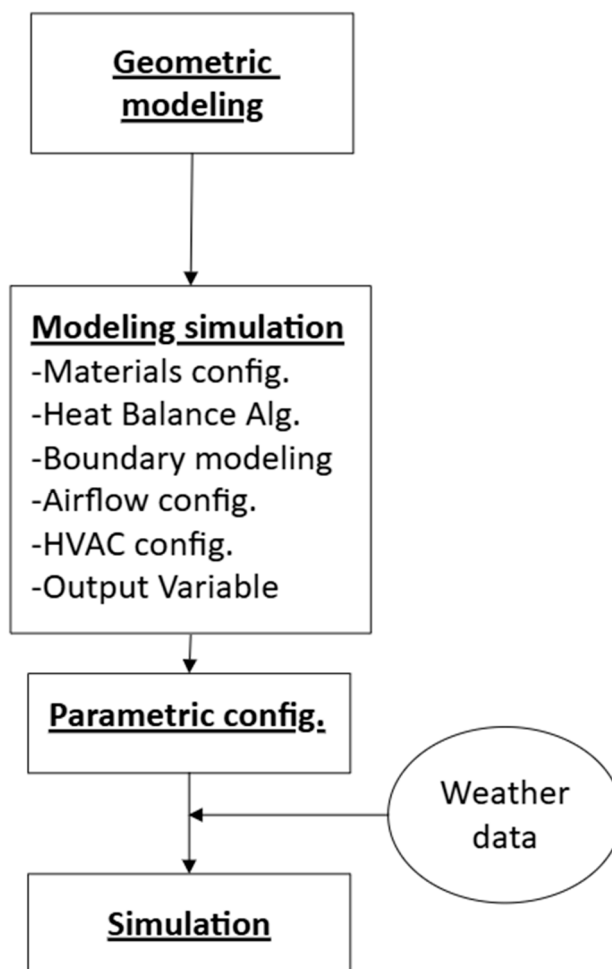 Geometric
modeling
Modeling simulation
-Materials config.
-Heat Balance Alg.
-Boundary modeling
-Airflow config.
-HVAC config.
-Output Variable
Parametric config.
Weather
data
Simulation